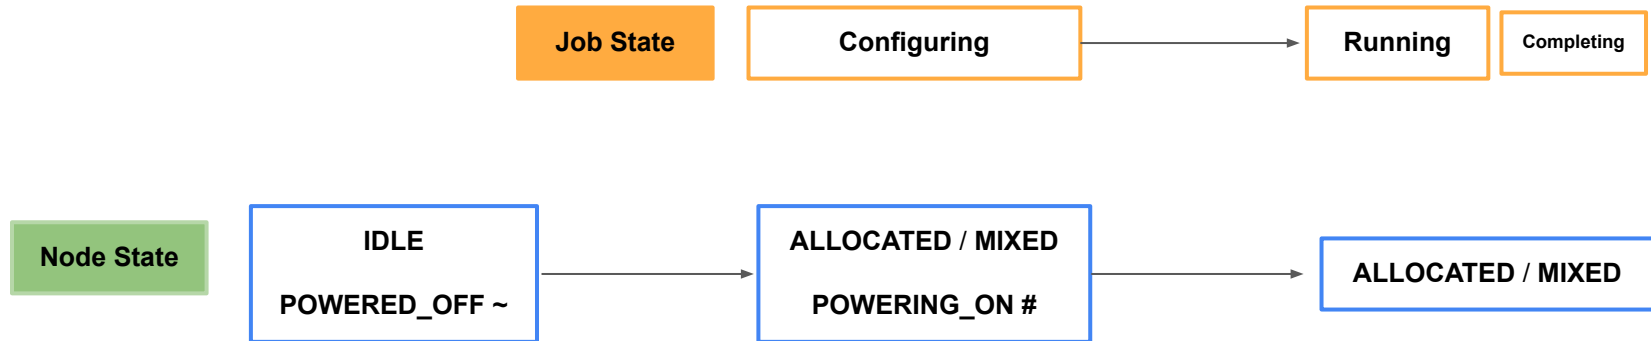 Job State
Configuring
Running
Completing
Node State
IDLE
POWERED_OFF ~
ALLOCATED / MIXED
POWERING_ON #
ALLOCATED / MIXED